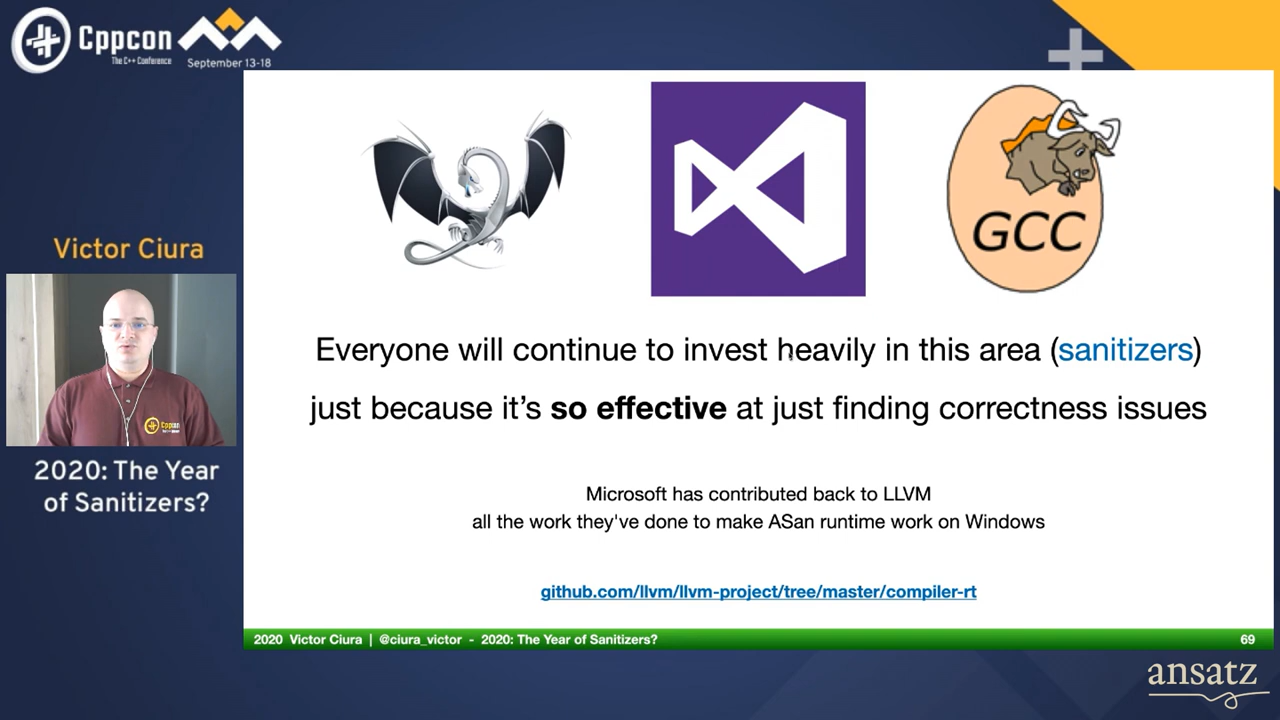 Cppcon
The C++ Conference
September 13-18
GCC
Victor Ciura
Everyone will continue to invest heavily in this area (sanitizers)
just because it's so effective at just finding correctness issues
Cppcon
2020: The Year
of Sanitizers?
Microsoft has contributed back to LLVM
all the work they've done to make ASan runtime work on Windows
github.com/llvm/llvm-project/tree/master/compiler-rt
2020 Victor Ciura | @ciura_victor - 2020: The Year of Sanitizers?
69
ansatz